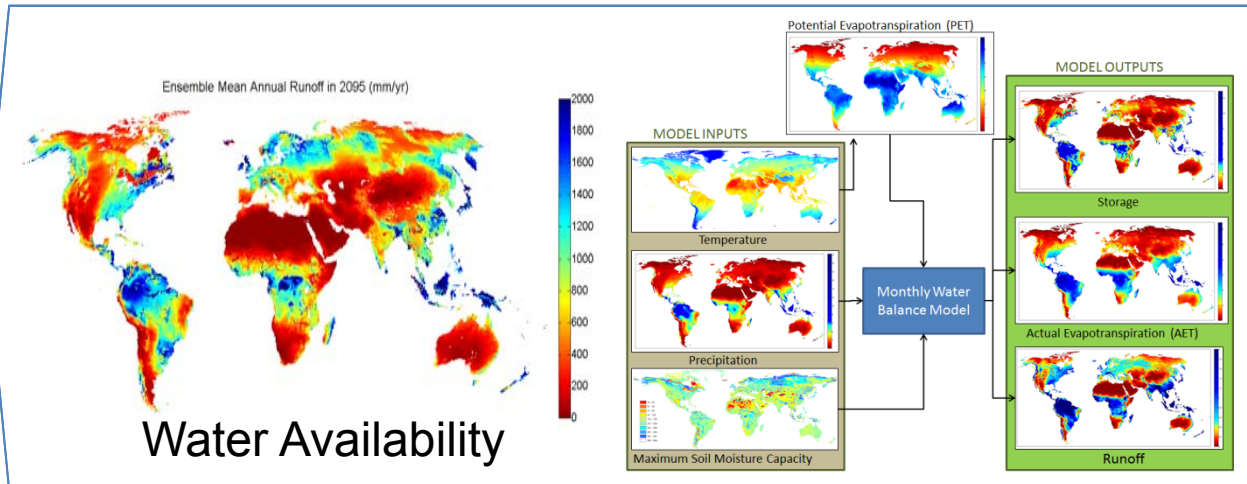 Ensemble Mean Annual Runoff in 2095 (mm/yr)
2000
1800
1600
1400
1200
1000
800
600
400
200
0
Water Availability
Potential Evapotranspiration (PET)
MODEL INPUTS
Temperature
Precipitation
Maximum Soil Moisture Capacity
Monthly Water
Balance Model
MODEL OUTPUTS
Storage
Actual Evapotranspiration (AET)
Runoff